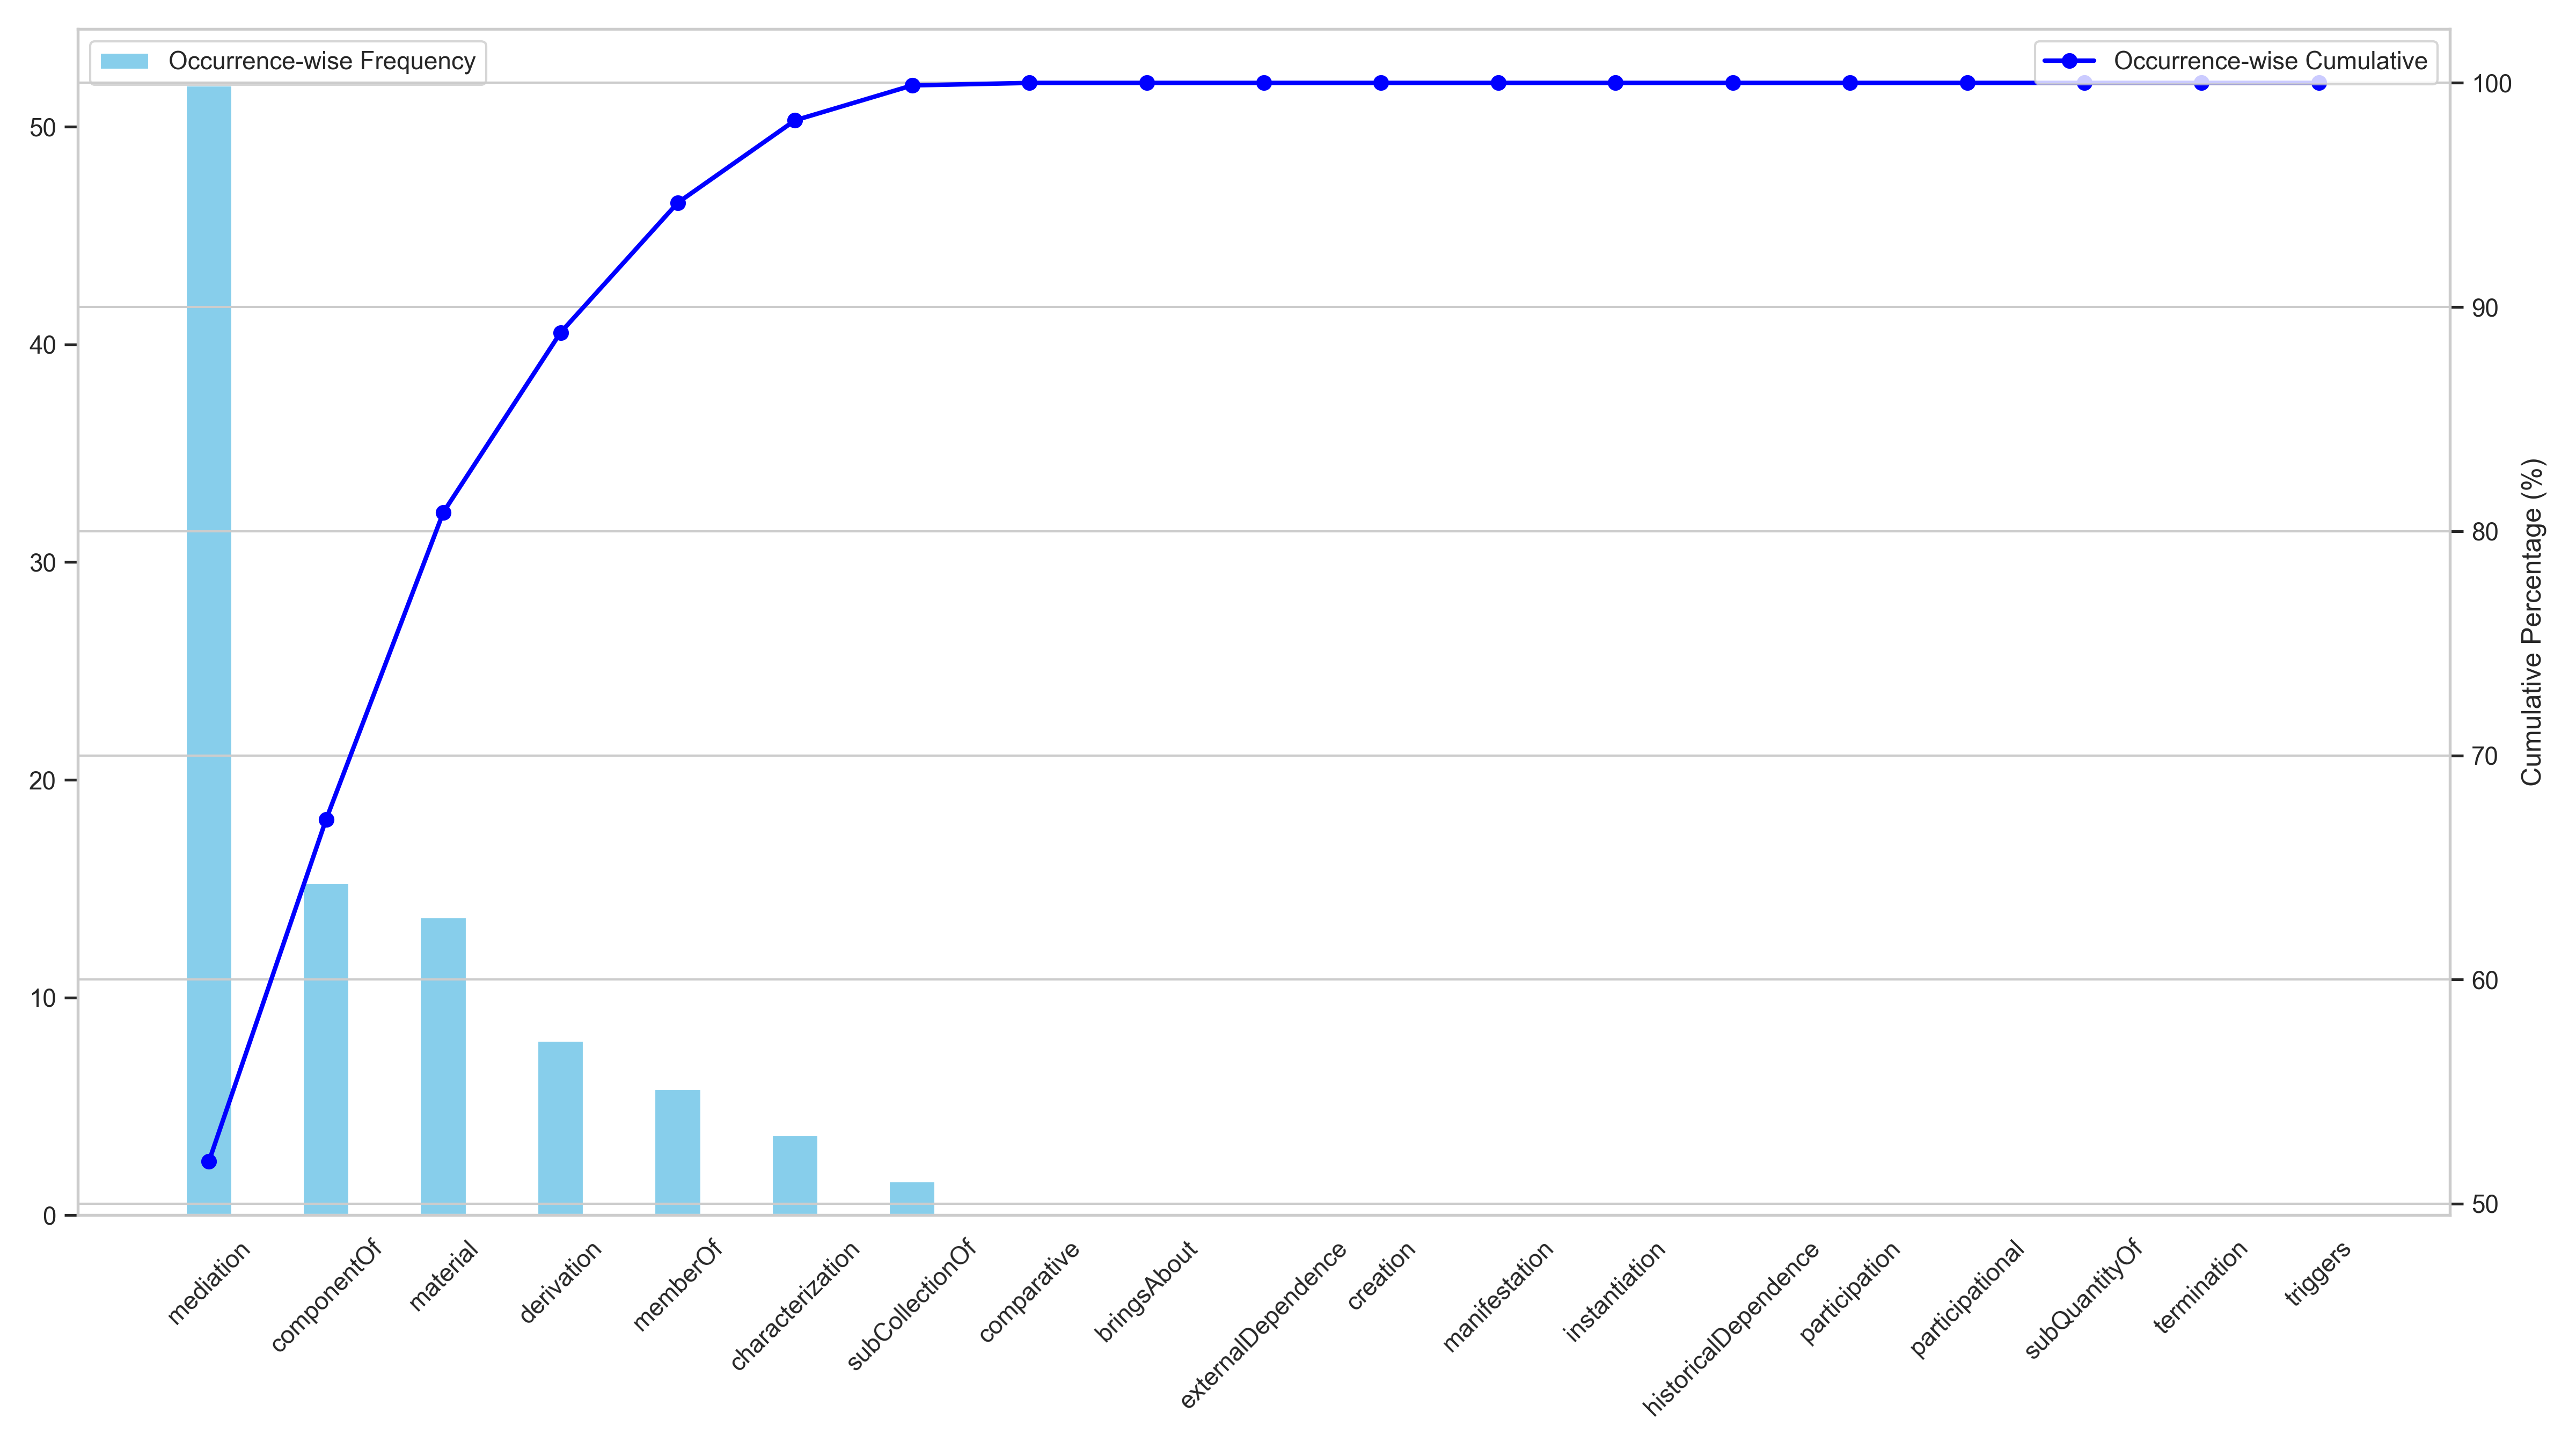 Occurrence-wise Frequency
Occurrence-wise Cumulative
50
40
30
20
10
0
100
90
80
70
60
50
Cumulative Percentage (%)
mediation
componentOf
material
derivation
memberOf
characterization
subCollectionOf
comparative
bringsAbout
externalDependence
creation
manifestation
instantiation
historicalDependence
participation
participational
subQuantityOf
termination
triggers